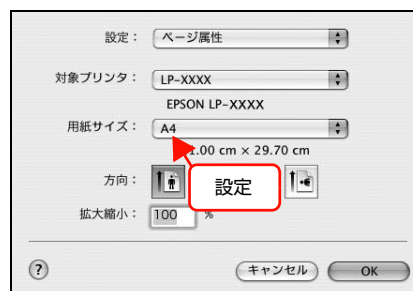 設定： ページ属性
対象プリンタ： LP-XXXX
EPSON LP-XXXX
用紙サイズ： A4
1.00 cm × 29.70 cm
方向：
設定
拡大縮小： 100 %
? キャンセル OK